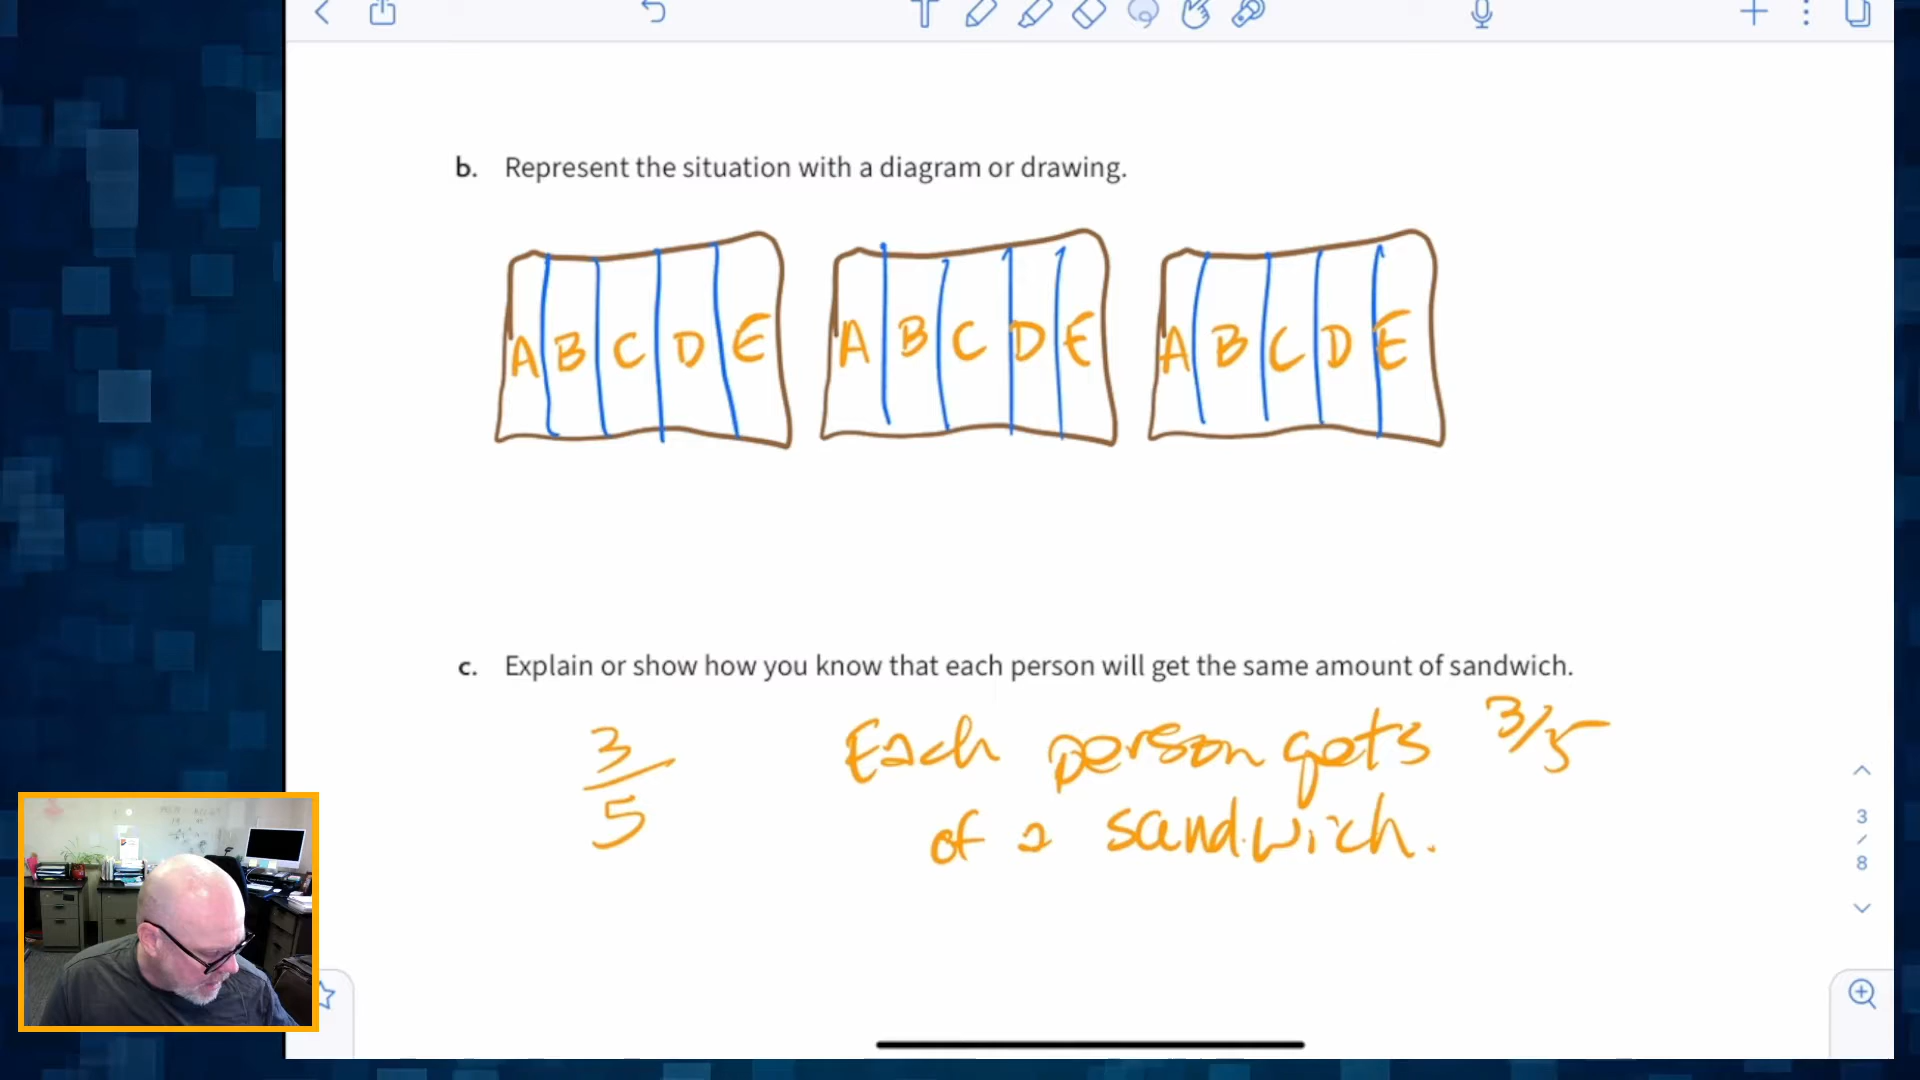 b. Represent the situation with a diagram or drawing.
A B C D E A B C D E A B C D E
c. Explain or show how you know that each person will get the same amount of sandwich.
3/5 Each person gets 3/5
of a sandwich.
3
/
8